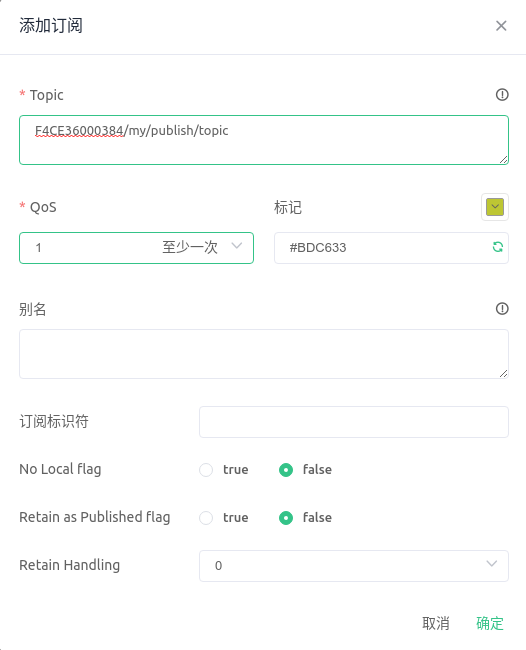 添加订阅
* Topic
F4CE36000384/my/publish/topic
* QoS
标记
1 至少一次
#BDC633
别名
订阅标识符
No Local flag true false
Retain as Published flag true false
Retain Handling 0
取消 确定